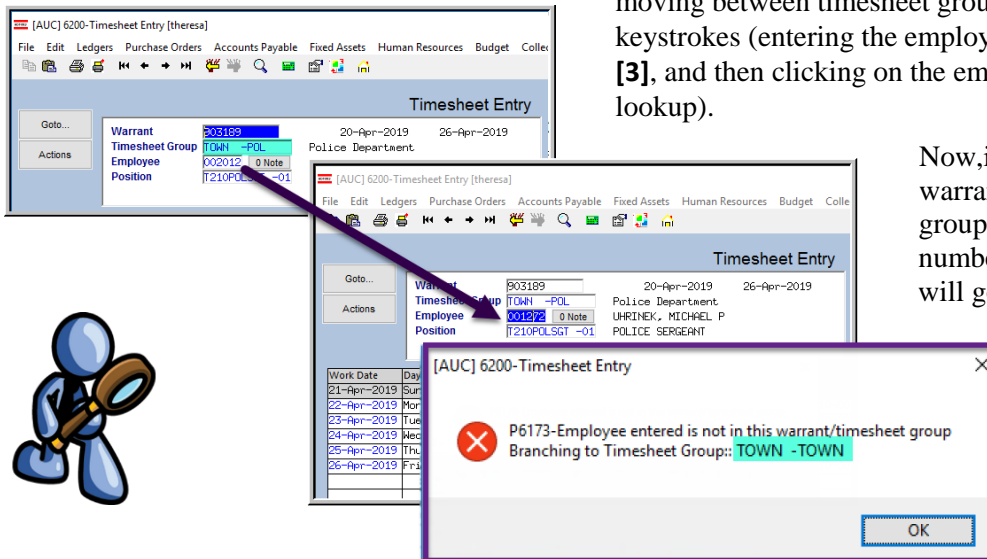 moving between timesheet grou
keystrokes (entering the employ
[3], and then clicking on the em
lookup).
Now,i
warran
group
numbe
will g
[AUC] 6200-Timesheet Entry [theresa]
File Edit Ledgers Purchase Orders Accounts Payable Fixed Assets Human Resources Budget Collec
Timesheet Entry
Goto...
Actions
Warrant 903189 20-Apr-2019 26-Apr-2019
Timesheet Group TOWN -POL Police Department
Employee 002012 0 Note
Position T210POLSGT -01
[AUC] 6200-Timesheet Entry [theresa]
File Edit Ledgers Purchase Orders Accounts Payable Fixed Assets Human Resources Budget Colle
Timesheet Entry
Goto...
Actions
Warrant 903189 20-Apr-2019 26-Apr-2019
Timesheet Group TOWN -POL Police Department
Employee 001272 0 Note UHRINEK, MICHAEL P
Position T210POLSGT -01 POLICE SERGEANT
Work Date Day
21-Apr-2019 Sun
22-Apr-2019 Mon
23-Apr-2019 Tue
24-Apr-2019 Wed
25-Apr-2019 Thu
26-Apr-2019 Fri
[AUC] 6200-Timesheet Entry
P6173-Employee entered is not in this warrant/timesheet group
Branching to Timesheet Group:: TOWN -TOWN
OK